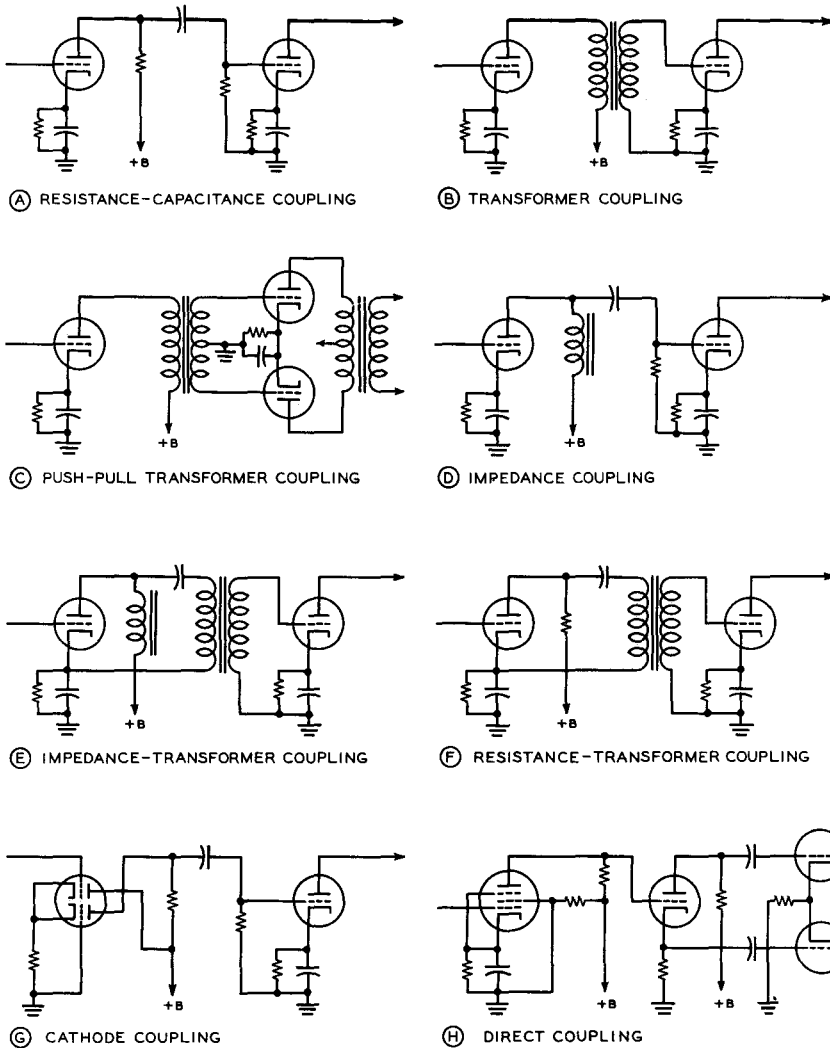 +B
Ⓐ RESISTANCE-CAPACITANCE COUPLING
+B
Ⓑ TRANSFORMER COUPLING
+B
Ⓒ PUSH-PULL TRANSFORMER COUPLING
+B
Ⓓ IMPEDANCE COUPLING
+B
Ⓔ IMPEDANCE-TRANSFORMER COUPLING
+B
Ⓕ RESISTANCE-TRANSFORMER COUPLING
+B
Ⓖ CATHODE COUPLING
+B
+B
Ⓗ DIRECT COUPLING